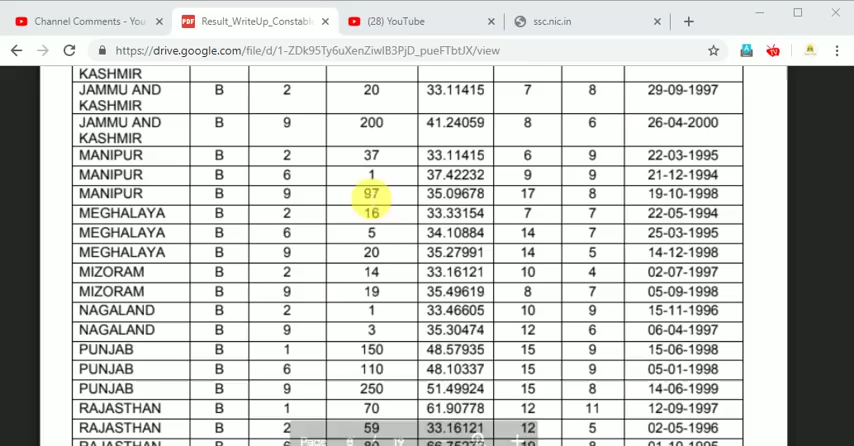 Channel Comments - YouTube
Result_WriteUp_Constable
(28) YouTube
ssc.nic.in
https://drive.google.com/file/d/1-ZDk95Ty6uXenZiwIB3PjD_pueFTbtJX/view
KASHMIR
JAMMU AND KASHMIR B 2 20 33.11415 7 8 29-09-1997
JAMMU AND KASHMIR B 9 200 41.24059 8 6 26-04-2000
MANIPUR B 2 37 33.11415 6 9 22-03-1995
MANIPUR B 6 1 37.42232 9 9 21-12-1994
MANIPUR B 9 97 35.09678 17 8 19-10-1998
MEGHALAYA B 2 16 33.33154 7 7 22-05-1994
MEGHALAYA B 6 5 34.10884 14 7 25-03-1995
MEGHALAYA B 9 20 35.27991 14 5 14-12-1998
MIZORAM B 2 14 33.16121 10 4 02-07-1997
MIZORAM B 9 19 35.49619 8 7 05-09-1998
NAGALAND B 2 1 33.46605 10 9 15-11-1996
NAGALAND B 9 3 35.30474 12 6 06-04-1997
PUNJAB B 1 150 48.57935 15 9 15-06-1998
PUNJAB B 6 110 48.10337 15 9 05-01-1998
PUNJAB B 9 250 51.49924 15 8 14-06-1999
RAJASTHAN B 1 70 61.90778 12 11 12-09-1997
RAJASTHAN B 2 59 33.16121 12 5 02-05-1996
Page 8 / 19